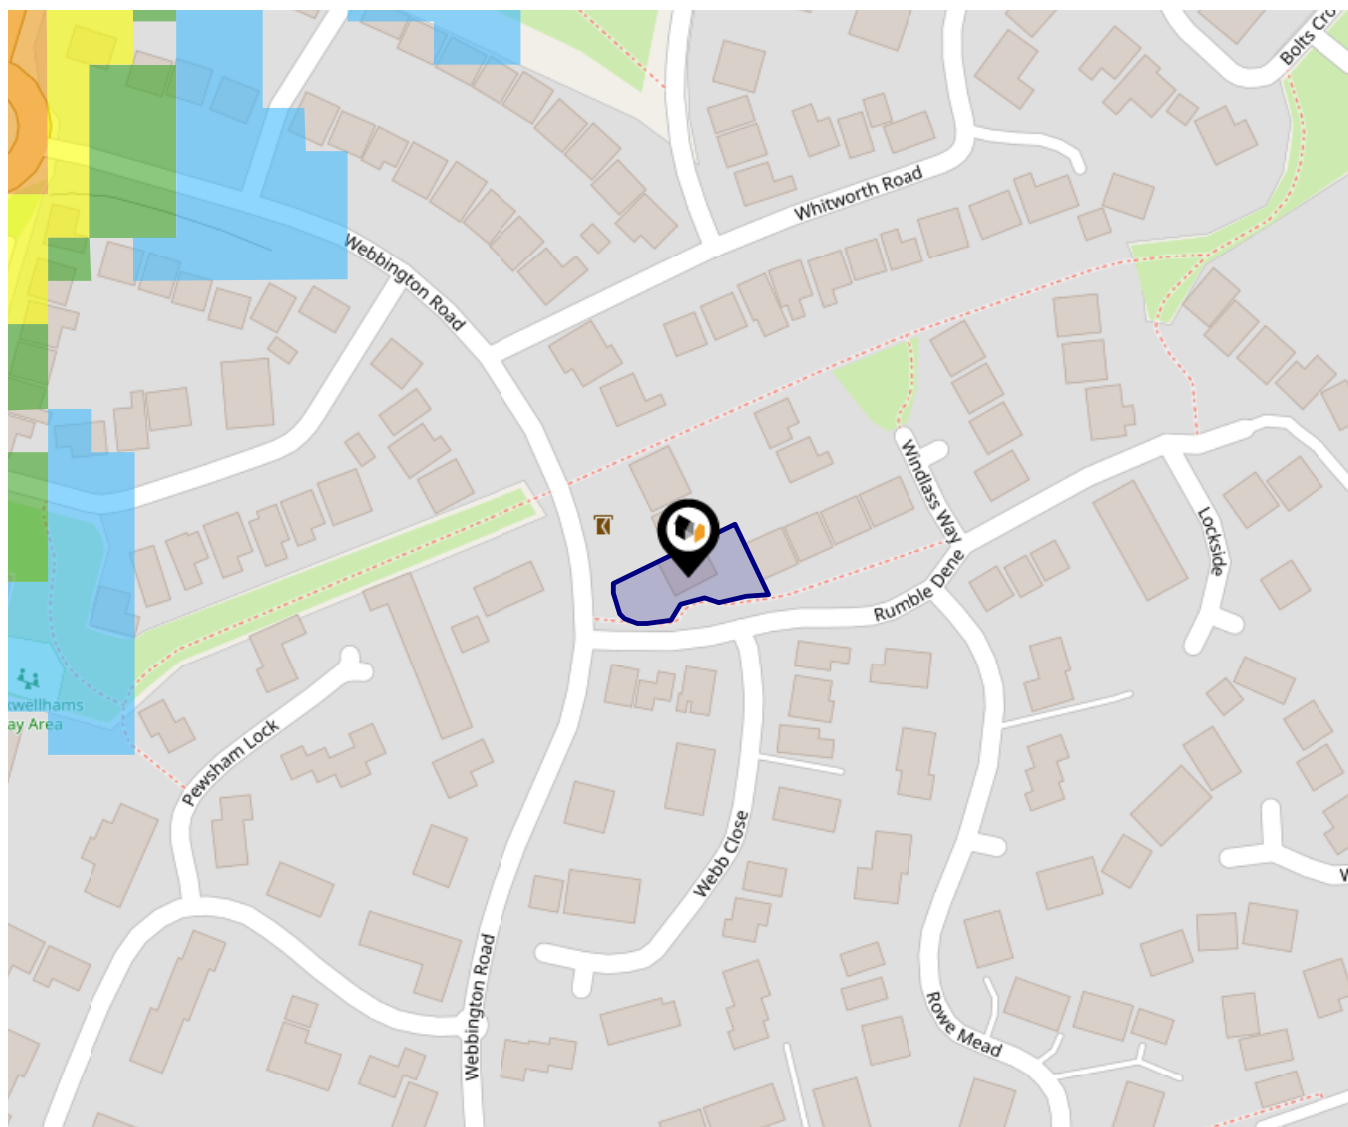 Bolts Cro
Whitworth Road
Webbington Road
Windlass Way
Lockside
Rumble Dene
kwellhams
ay Area
Pewsham Lock
Webb Close
W
Webbington Road
Rowe Mead